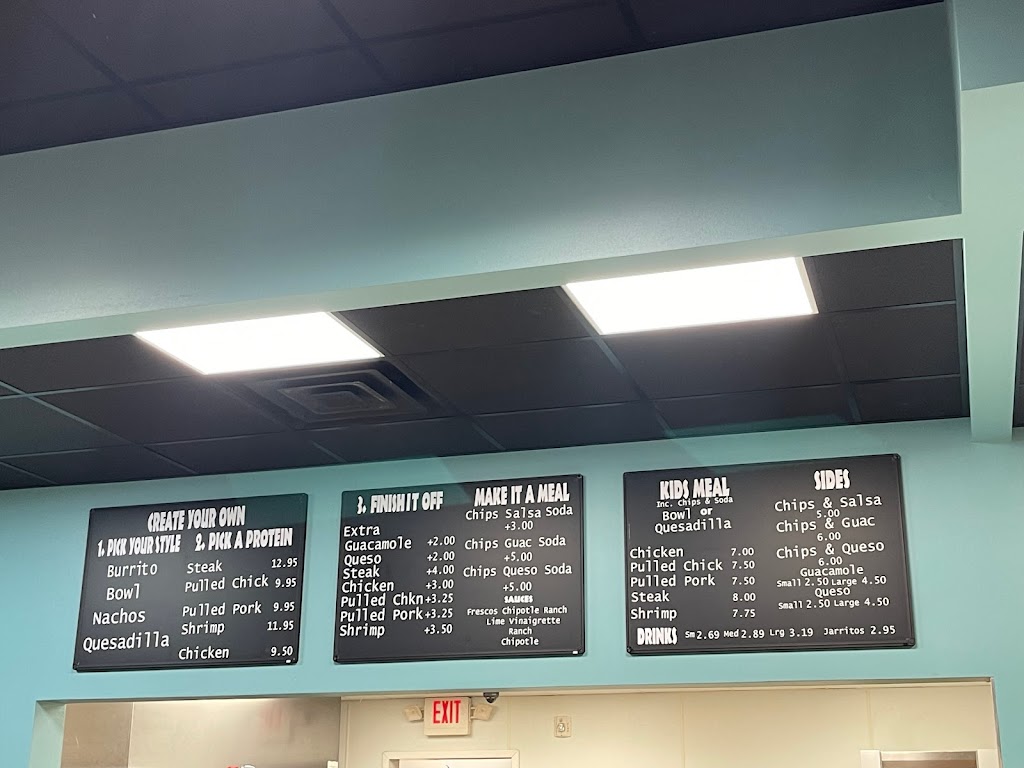 CREATE YOUR OWN
1. PICK YOUR STYLE 2. PICK A PROTEIN
Burrito
Bowl
Nachos
Quesadilla
Steak 12.95
Pulled Chick 9.95
Pulled Pork 9.95
Shrimp 11.95
Chicken 9.50
3. FINISH IT OFF
Extra
Guacamole +2.00
Queso +2.00
Steak +4.00
Chicken +3.00
Pulled Chkn +3.25
Pulled Pork +3.25
Shrimp +3.50
MAKE IT A MEAL
Chips Salsa Soda
+3.00
Chips Guac Soda
+5.00
Chips Queso Soda
+5.00
SAUCES
Frescos Chipotle Ranch
Lime Vinaigrette
Ranch
Chipotle
KIDS MEAL
Inc. Chips & Soda
Bowl or
Quesadilla
Chicken 7.00
Pulled Chick 7.50
Pulled Pork 7.50
Steak 8.00
Shrimp 7.75
SIDES
Chips & Salsa
5.00
Chips & Guac
6.00
Chips & Queso
6.00
Guacamole
Small 2.50 Large 4.50
Queso
Small 2.50 Large 4.50
DRINKS Sm 2.69 Med 2.89 Lrg 3.19 Jarritos 2.95
EXIT